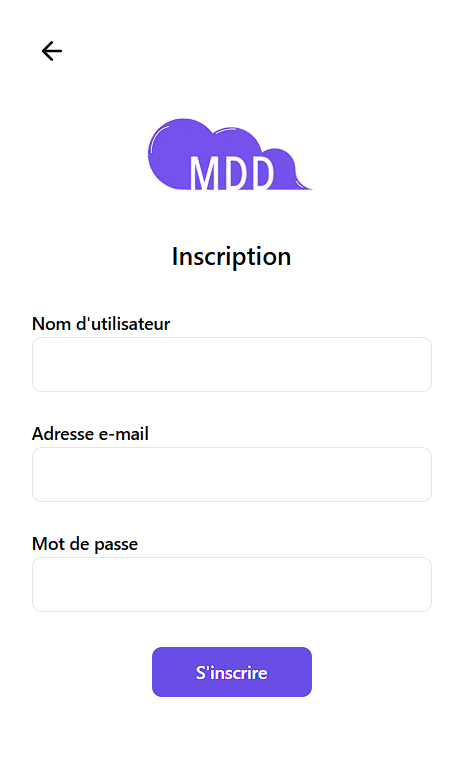 MDD
Inscription
Nom d'utilisateur
Adresse e-mail
Mot de passe
S'inscrire